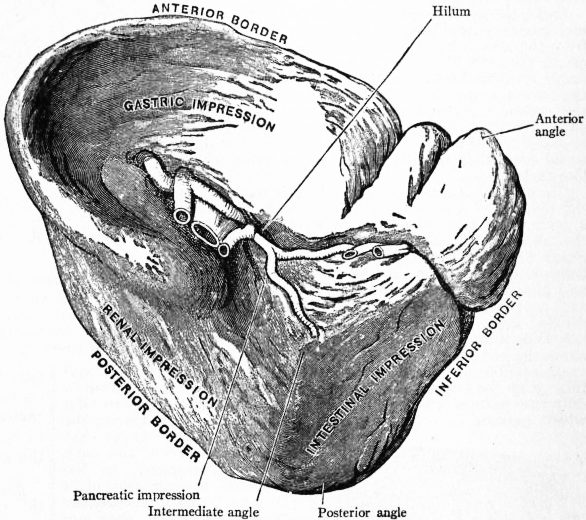 ANTERIOR BORDER
Hilum
GASTRIC IMPRESSION
Anterior
angle
RENAL IMPRESSION
POSTERIOR BORDER
INTESTINAL IMPRESSION
INFERIOR BORDER
Pancreatic impression
Intermediate angle
Posterior angle